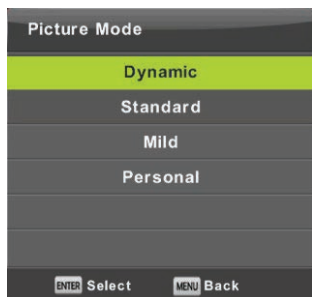 Picture Mode
Dynamic
Standard
Mild
Personal
ENTER Select MENU Back